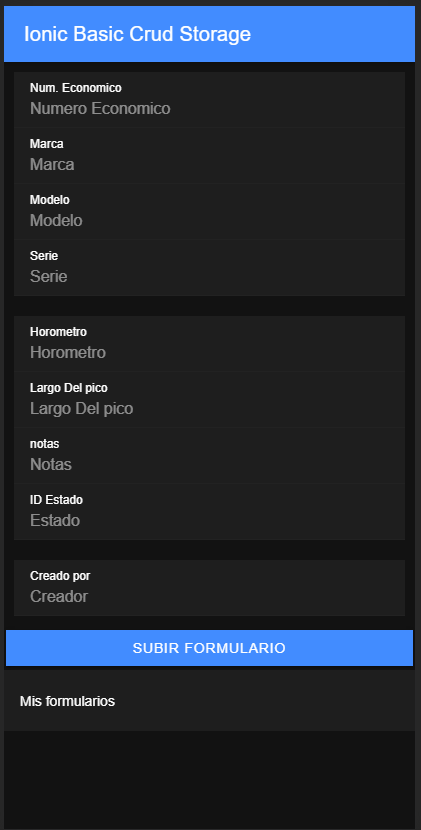 Ionic Basic Crud Storage
Num. Economico
Numero Economico
Marca
Marca
Modelo
Modelo
Serie
Serie
Horometro
Horometro
Largo Del pico
Largo Del pico
notas
Notas
ID Estado
Estado
Creado por
Creador
SUBIR FORMULARIO
Mis formularios